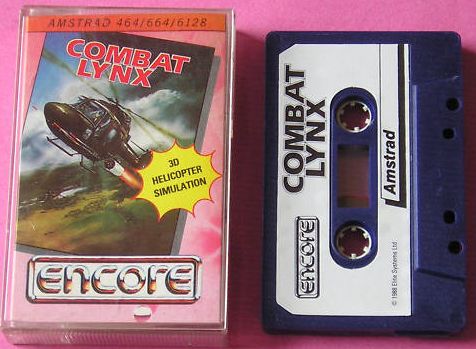 AMSTRAD 464/664/6128
COMBAT
LYNX
3D
HELICOPTER
SIMULATION
encore
COMBAT
LYNX
Amstrad
encore
© 1988 Elite Systems Ltd